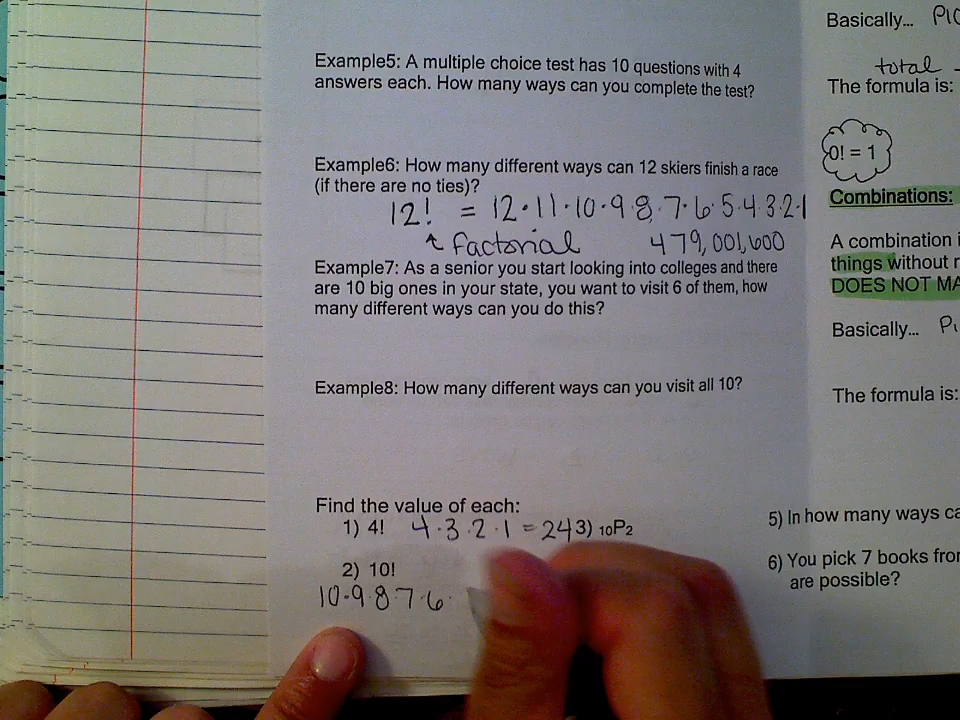 Example5: A multiple choice test has 10 questions with 4
answers each. How many ways can you complete the test?
Example6: How many different ways can 12 skiers finish a race
(if there are no ties)?
12! = 12·11·10·9·8·7·6·5·4·3·2·1
↑ factorial 479,001,600
Example7: As a senior you start looking into colleges and there
are 10 big ones in your state, you want to visit 6 of them, how
many different ways can you do this?
Example8: How many different ways can you visit all 10?
Find the value of each:
1) 4! 4·3·2·1 = 24
3) ₁₀P₂
2) 10!
10·9·8·7·6·
Basically...
total -
The formula is:
0! = 1
Combinations:
A combination i
things without r
DOES NOT MA
Basically...
The formula is:
5) In how many ways ca
6) You pick 7 books from
are possible?